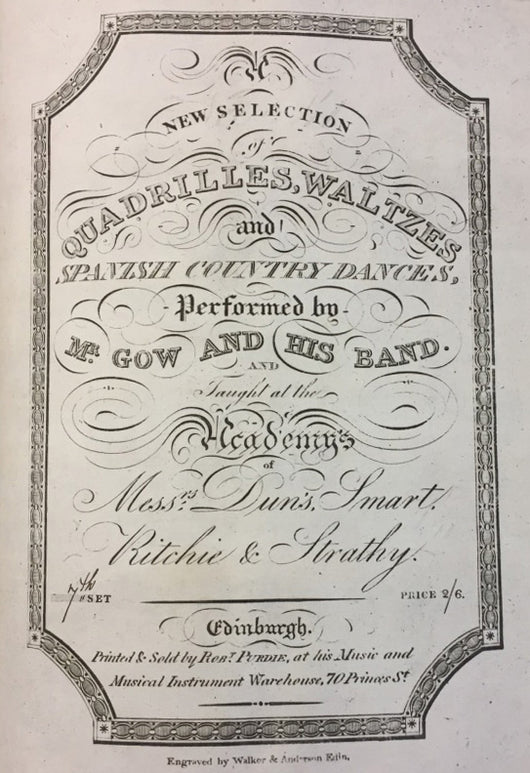 A
NEW SELECTION
of
QUADRILLES, WALTZES
and
SPANISH COUNTRY DANCES,
Performed by
Mr. GOW AND HIS BAND.
AND
Taught at the
Academy's
of
Messrs. Dun's, Smart,
Ritchie & Strathy.
7th SET PRICE 2/6.
Edinburgh.
Printed & Sold by Robt. PURDIE, at his Music and
Musical Instrument Warehouse, 70 Princes St
Engraved by Walker & Anderson Edin.